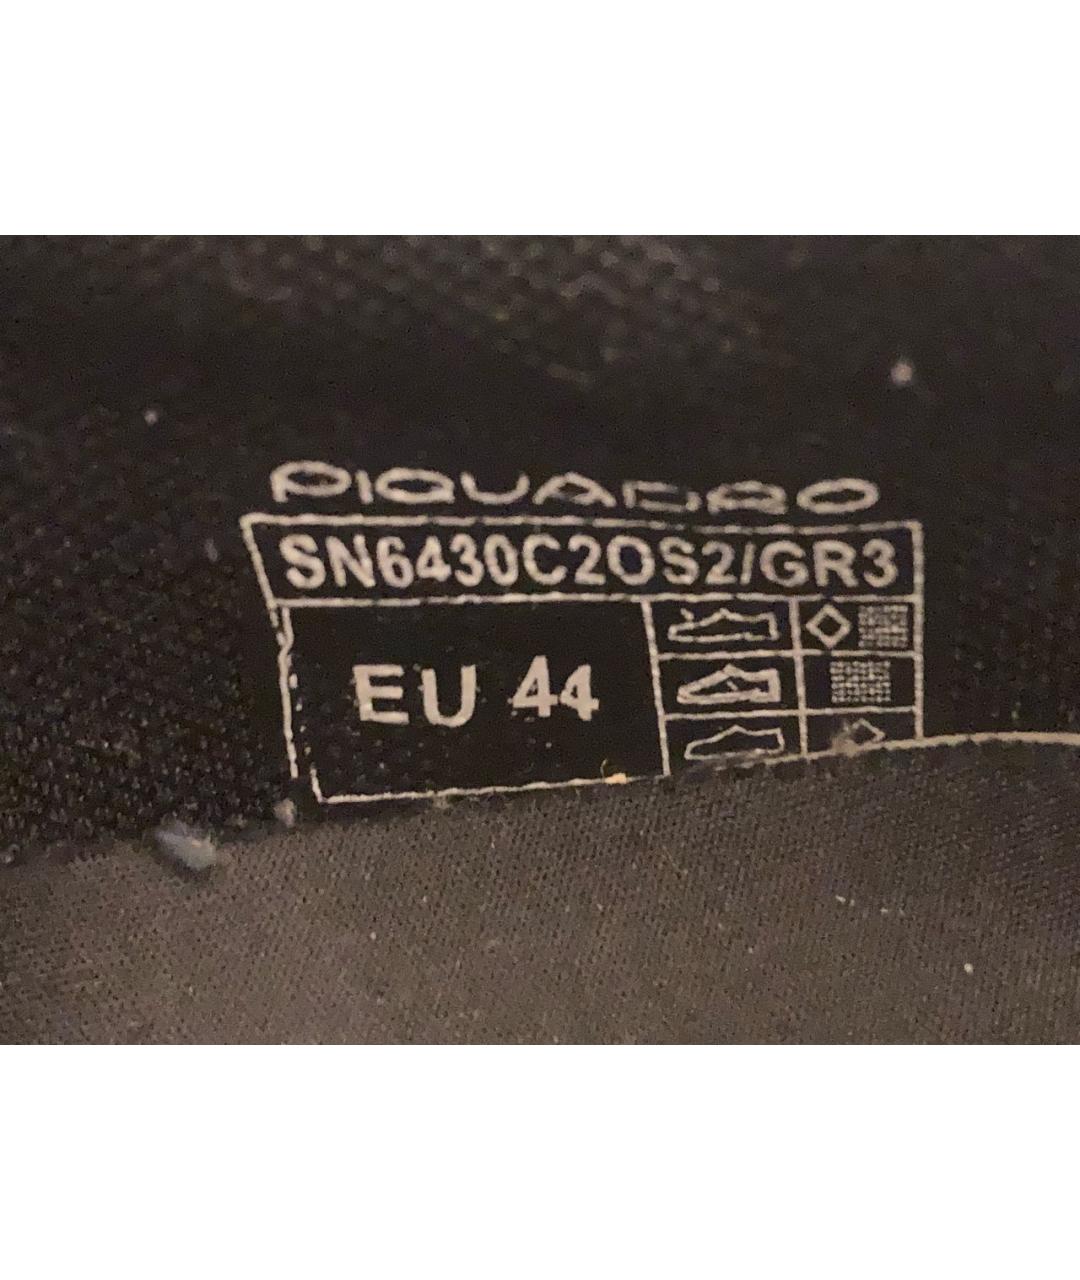 PIQUADRO
SN6430C2OS2/GR3
EU 44